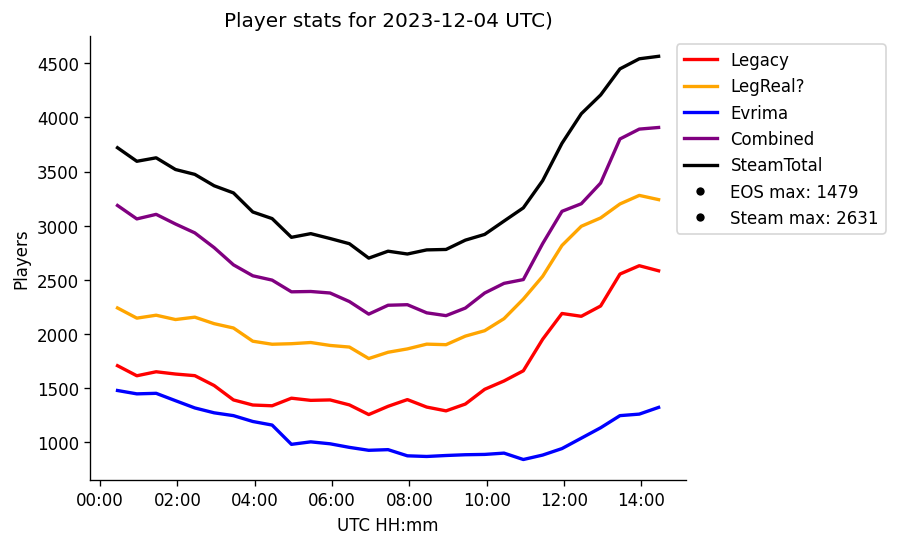 Player stats for 2023-12-04 UTC)
Legacy
LegReal?
Evrima
Combined
SteamTotal
EOS max: 1479
Steam max: 2631
Players
4500
4000
3500
3000
2500
2000
1500
1000
00:00 02:00 04:00 06:00 08:00 10:00 12:00 14:00
UTC HH:mm